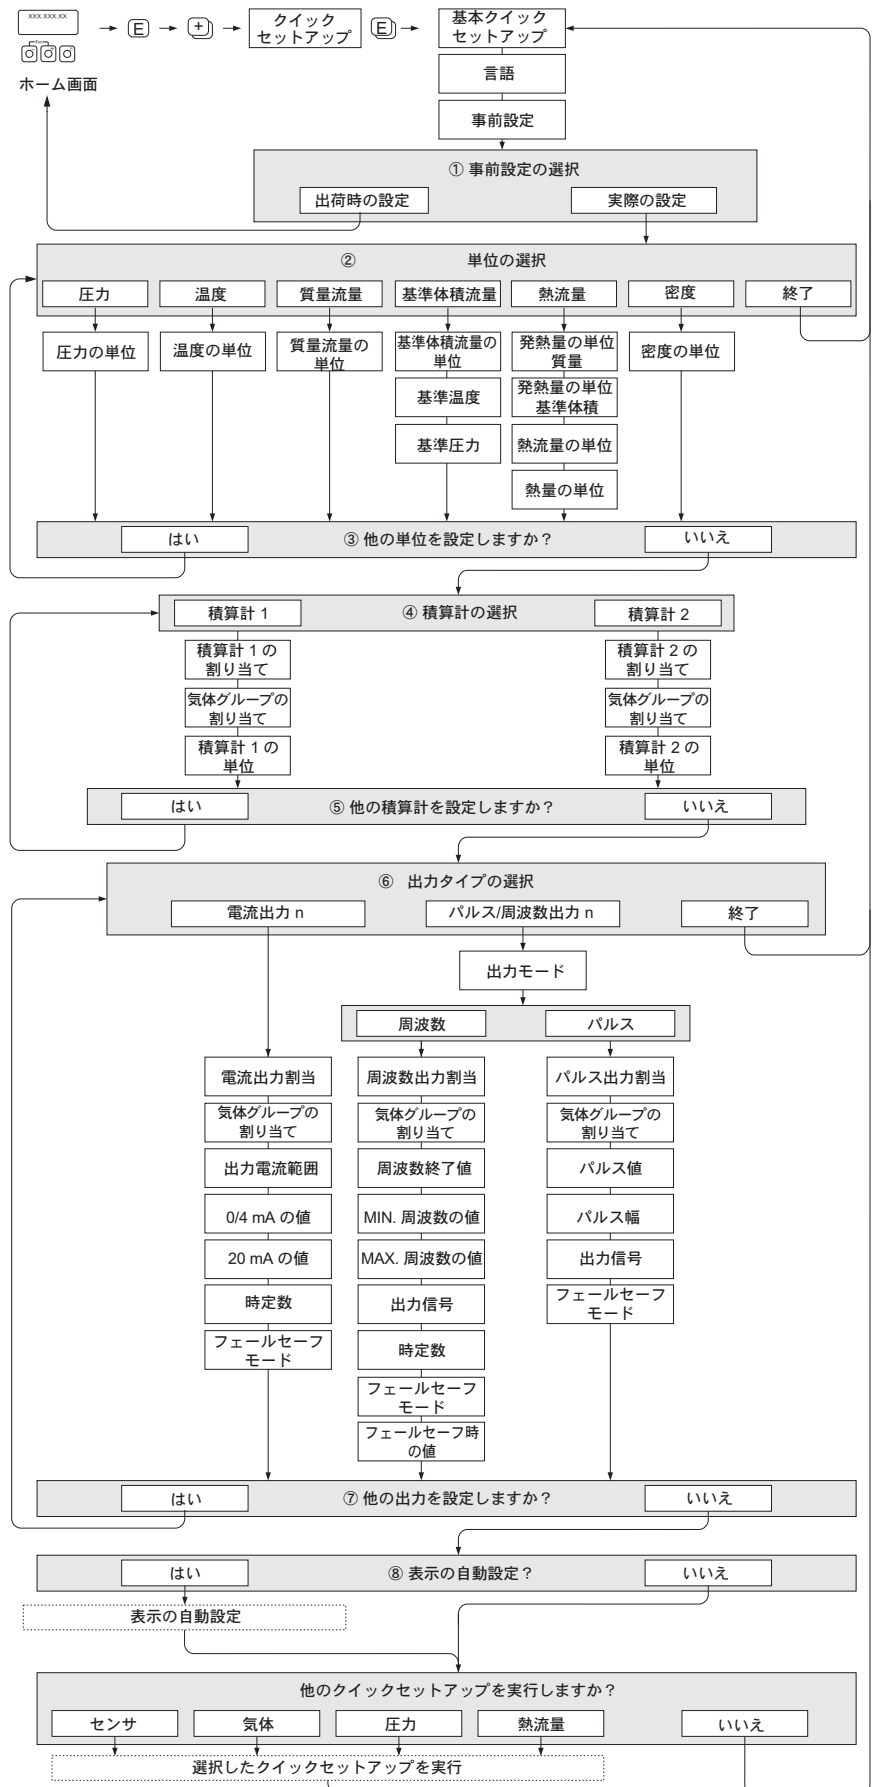 XXX.XXX.XX
Esc
E
+
クイック
セットアップ
E
基本クイック
セットアップ
ホーム画面
言語
事前設定
① 事前設定の選択
出荷時の設定
実際の設定
② 単位の選択
圧力
温度
質量流量
基準体積流量
熱流量
密度
終了
圧力の単位
温度の単位
質量流量の
単位
基準体積流量の
単位
発熱量の単位
質量
密度の単位
基準温度
発熱量の単位
基準体積
基準圧力
熱流量の単位
熱量の単位
はい
③ 他の単位を設定しますか？
いいえ
積算計 1
④ 積算計の選択
積算計 2
積算計 1 の
割り当て
積算計 2 の
割り当て
気体グループの
割り当て
気体グループの
割り当て
積算計 1 の
単位
積算計 2 の
単位
はい
⑤ 他の積算計を設定しますか？
いいえ
⑥ 出力タイプの選択
電流出力 n
パルス/周波数出力 n
終了
出力モード
周波数
パルス
電流出力割当
周波数出力割当
パルス出力割当
気体グループの
割り当て
気体グループの
割り当て
気体グループの
割り当て
出力電流範囲
周波数終了値
パルス値
0/4 mA の値
MIN. 周波数の値
パルス幅
20 mA の値
MAX. 周波数の値
出力信号
時定数
出力信号
フェールセーフ
モード
フェールセーフ
モード
時定数
フェールセーフ
モード
フェールセーフ時
の値
はい
⑦ 他の出力を設定しますか？
いいえ
はい
⑧ 表示の自動設定？
いいえ
表示の自動設定
他のクイックセットアップを実行しますか？
センサ
気体
圧力
熱流量
いいえ
選択したクイックセットアップを実行